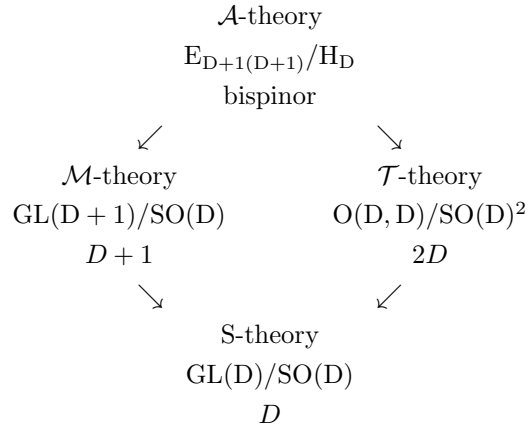 𝒜-theory
E_{D+1(D+1)}/H_D
bispinor
ℳ-theory
GL(D + 1)/SO(D)
D + 1
𝒯-theory
O(D, D)/SO(D)²
2D
S-theory
GL(D)/SO(D)
D